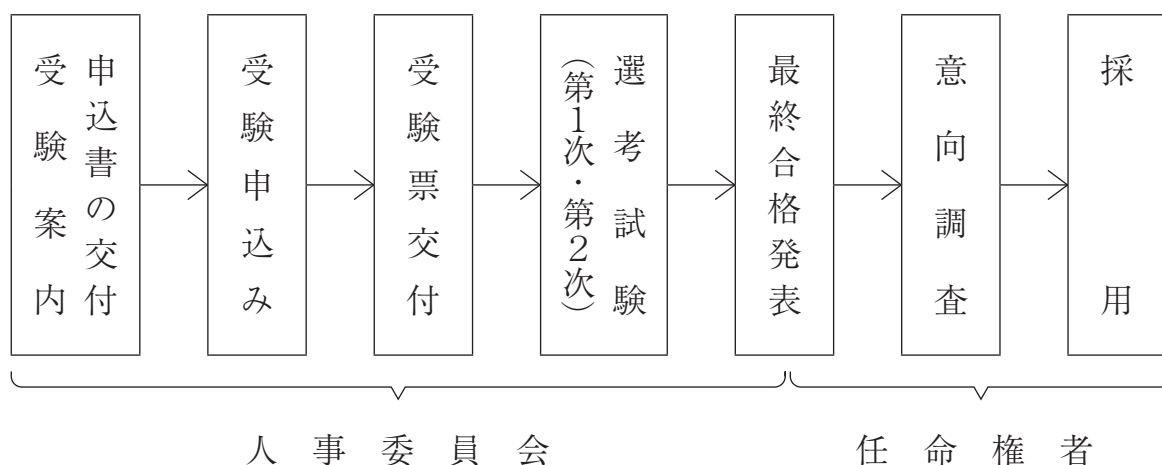 申込書の交付
受験案内
受験申込み
受験票交付
選考試験
（第１次・第２次）
最終合格発表
意向調査
採用
人事委員会
任命権者